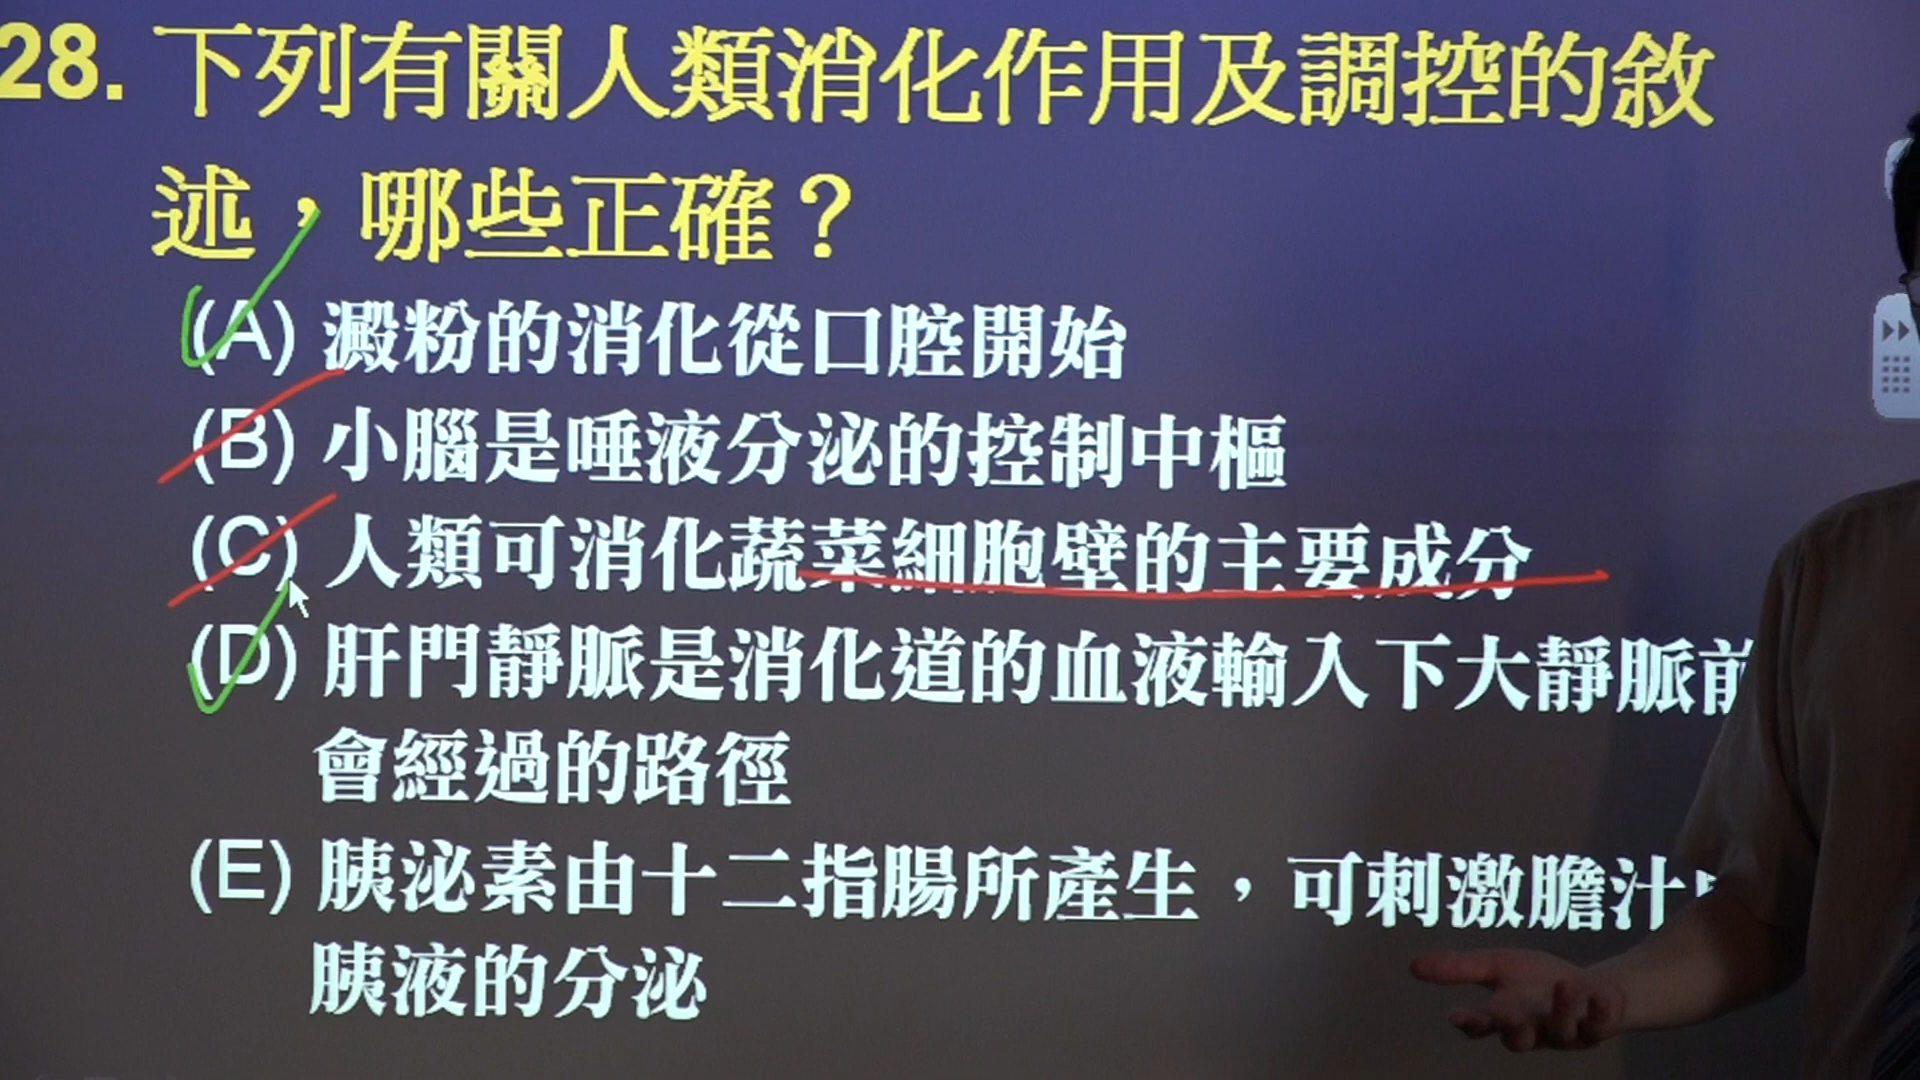 28. 下列有關人類消化作用及調控的敘
述，哪些正確？
(A) 澱粉的消化從口腔開始
(B) 小腦是唾液分泌的控制中樞
(C) 人類可消化蔬菜細胞壁的主要成分
(D) 肝門靜脈是消化道的血液輸入下大靜脈前
會經過的路徑
(E) 胰泌素由十二指腸所產生，可刺激膽汁
胰液的分泌